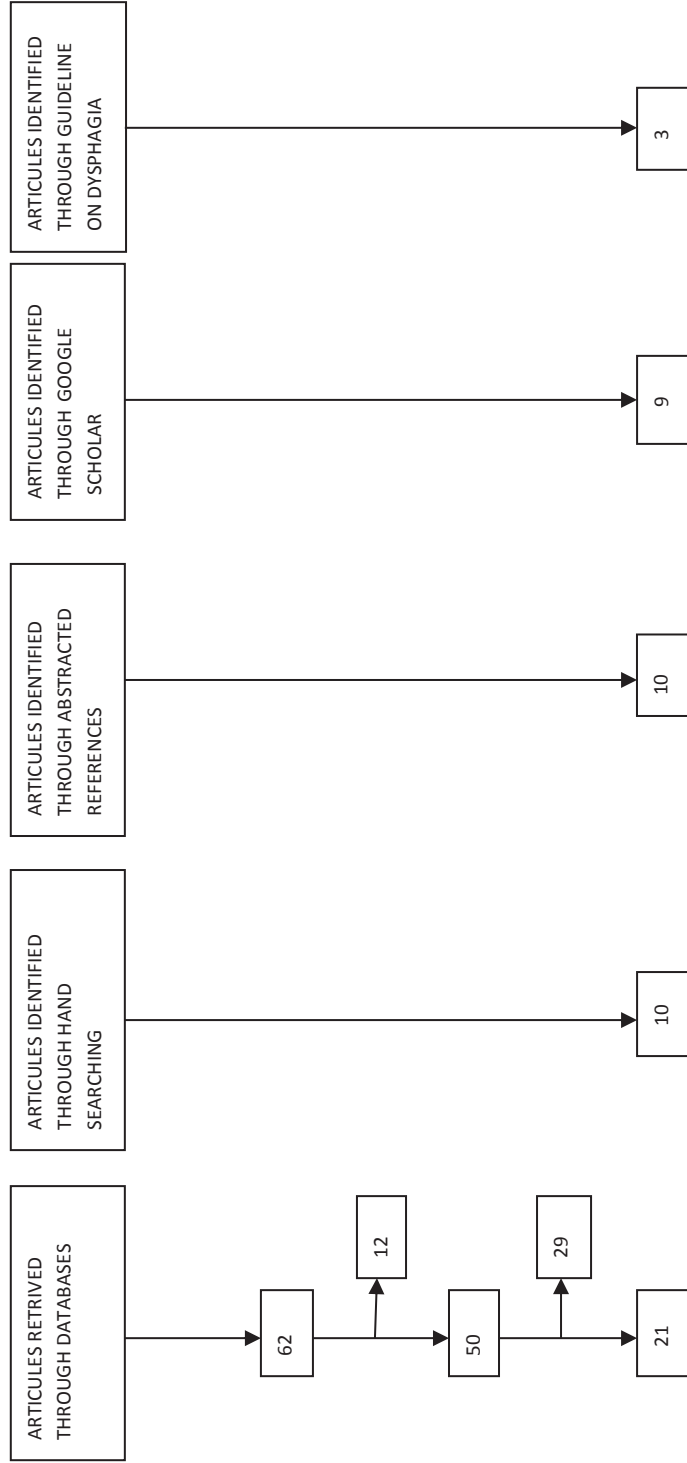 ARTICULES RETRIVED
THROUGH DATABASES
62
12
50
29
21
ARTICULES IDENTIFIED
THROUGH HAND
SEARCHING
10
ARTICULES IDENTIFIED
THROUGH ABSTRACTED
REFERENCES
10
ARTICULES IDENTIFIED
THROUGH GOOGLE
SCHOLAR
9
ARTICULES IDENTIFIED
THROUGH GUIDELINE
ON DYSPHAGIA
3